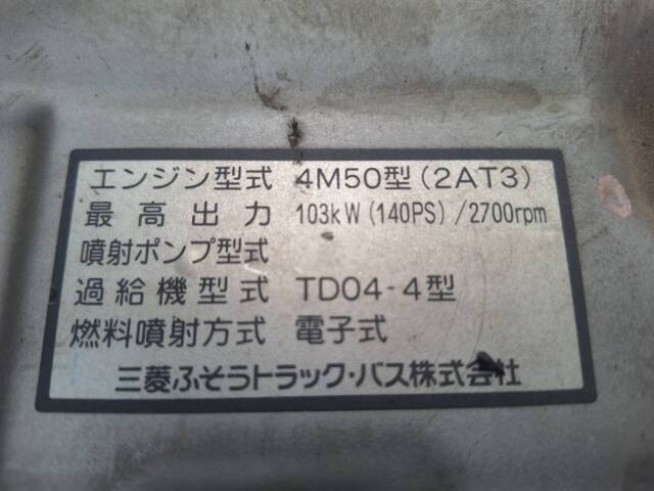 エンジン型式 4M50型(2AT3)
最高出力 103kW(140PS)/2700rpm
噴射ポンプ型式
過給機型式 TD04-4型
燃料噴射方式 電子式
三菱ふそうトラック・バス株式会社